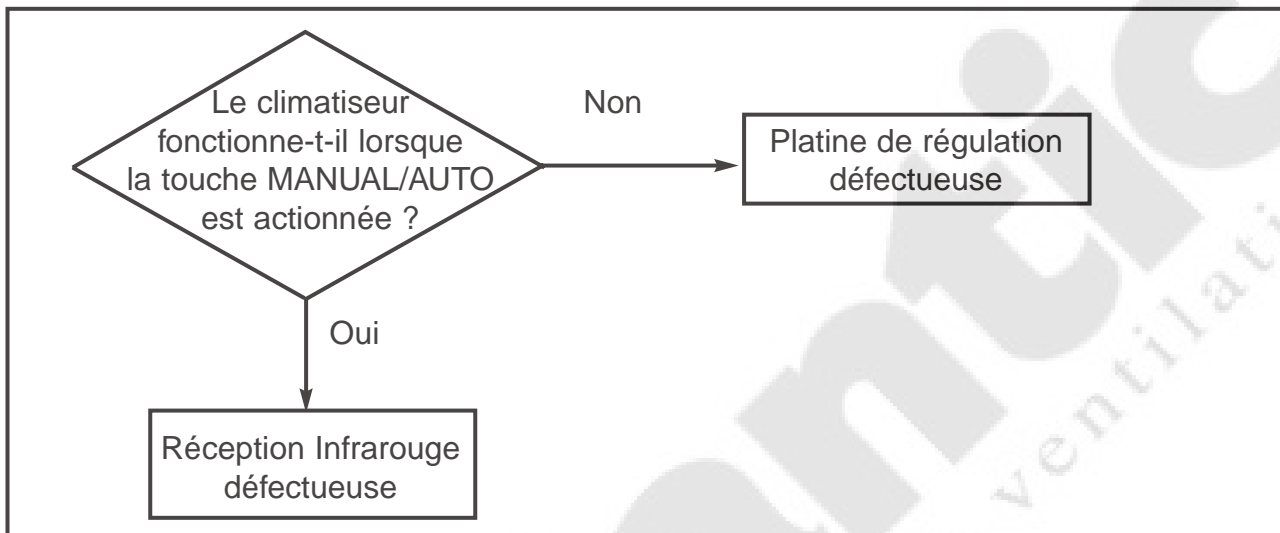 Le climatiseur
fonctionne-t-il lorsque
la touche MANUAL/AUTO
est actionnée ?
Non
Platine de régulation
défectueuse
Oui
Réception Infrarouge
défectueuse